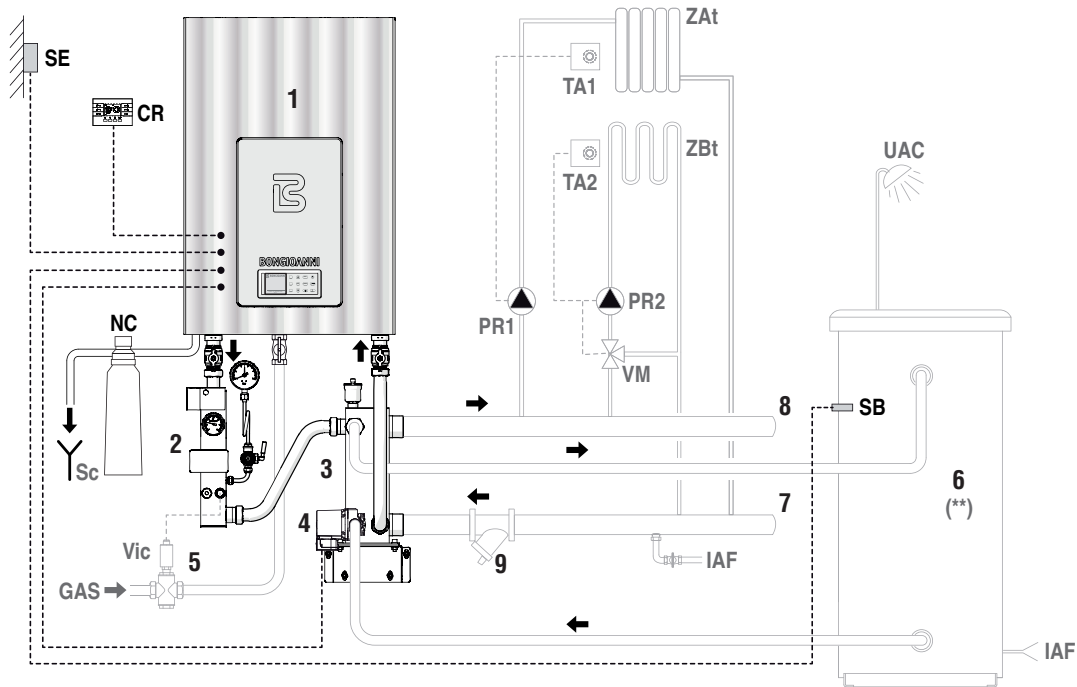 SE
CR
1
ZAt
TA1
ZBt
TA2
UAC
BONGIOANNI
PR1
PR2
NC
VM
8
SB
2
Sc
3
6
(**)
7
4
Vic
5
9
IAF
GAS
IAF